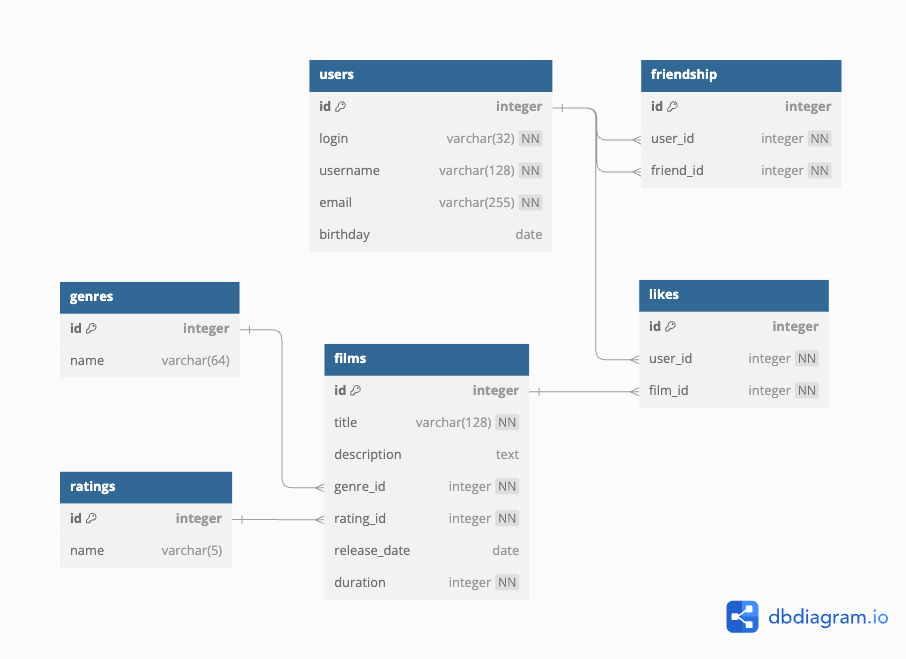 users
id integer
login varchar(32) NN
username varchar(128) NN
email varchar(255) NN
birthday date
friendship
id integer
user_id integer NN
friend_id integer NN
genres
id integer
name varchar(64)
likes
id integer
user_id integer NN
film_id integer NN
films
id integer
title varchar(128) NN
description text
genre_id integer NN
rating_id integer NN
release_date date
duration integer NN
ratings
id integer
name varchar(5)
dbdiagram.io